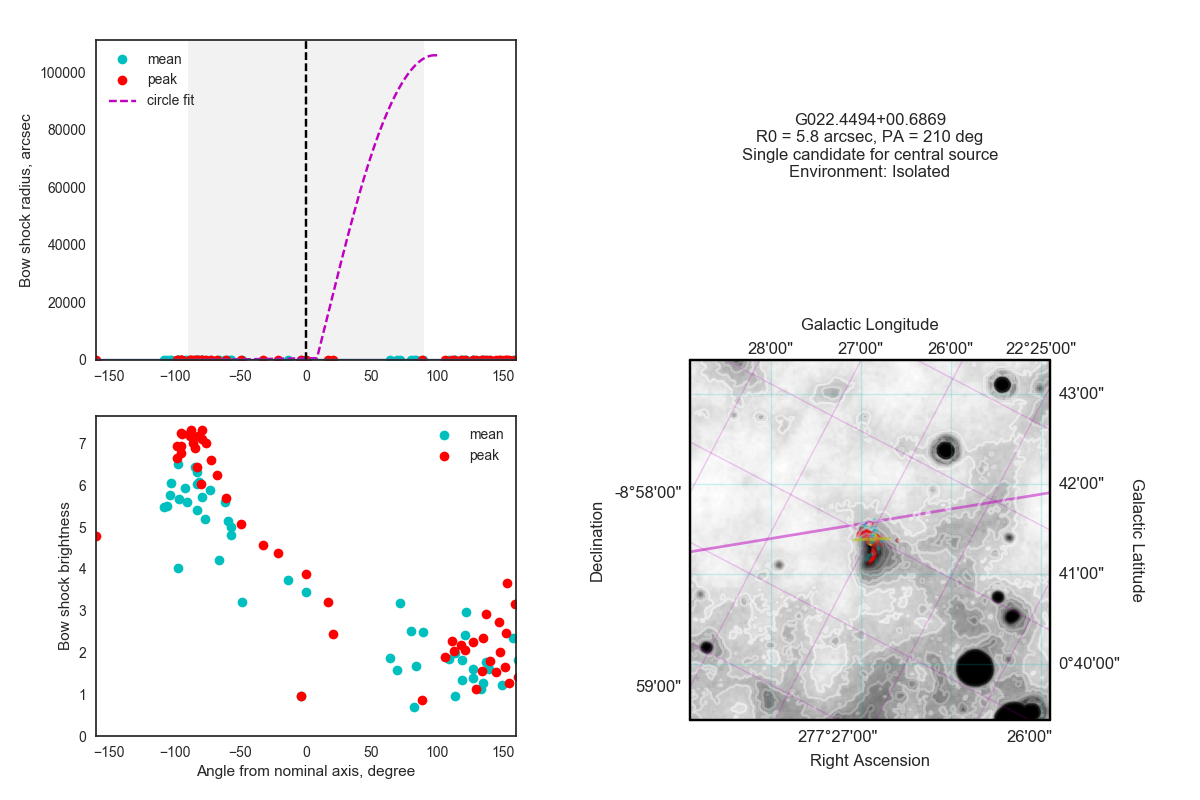 mean
peak
circle fit
Bow shock radius, arcsec
100000
80000
60000
40000
20000
0
−150
−100
−50
0
50
100
150
mean
peak
Bow shock brightness
7
6
5
4
3
2
1
0
−150
−100
−50
0
50
100
150
Angle from nominal axis, degree
G022.4494+00.6869
R0 = 5.8 arcsec, PA = 210 deg
Single candidate for central source
Environment: Isolated
Galactic Longitude
28'00" 27'00" 26'00" 22°25'00"
43'00"
42'00"
41'00"
0°40'00"
Galactic Latitude
-8°58'00"
59'00"
Declination
277°27'00" 26'00"
Right Ascension